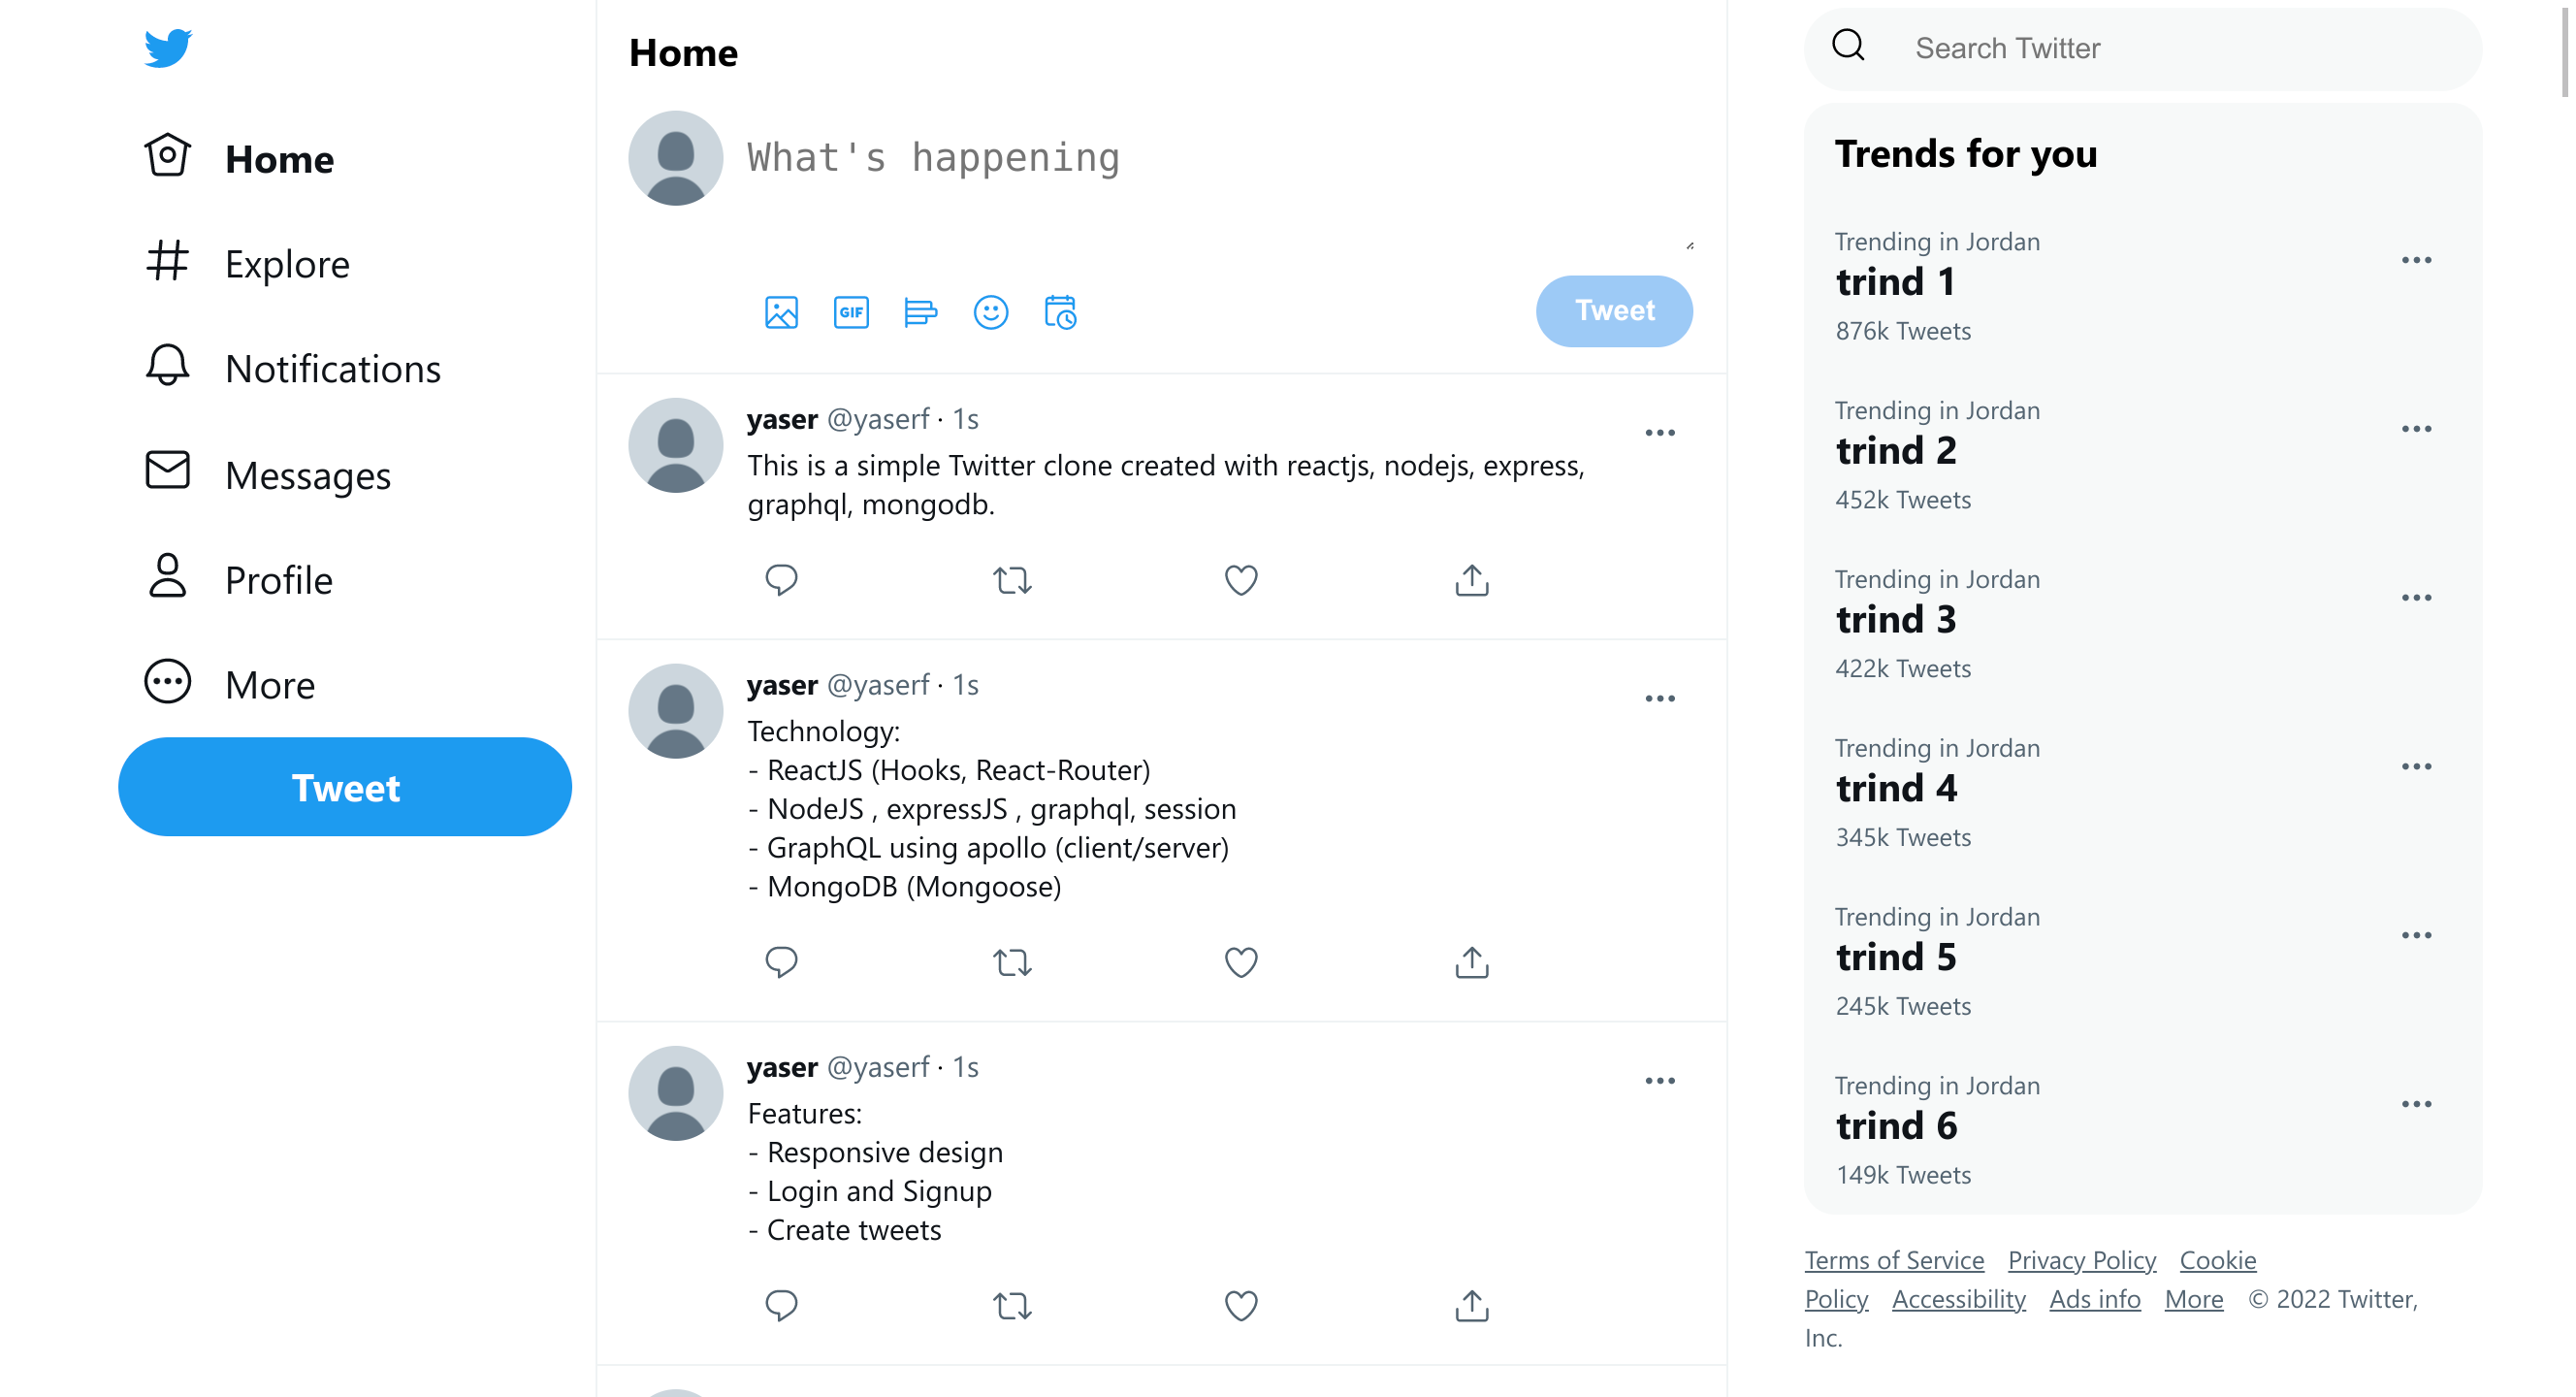 Home
Explore
Notifications
Messages
Profile
More
Tweet
Home
What's happening
GIF
Tweet
yaser @yaserf · 1s
This is a simple Twitter clone created with reactjs, nodejs, express,
graphql, mongodb.
yaser @yaserf · 1s
Technology:
- ReactJS (Hooks, React-Router)
- NodeJS , expressJS , graphql, session
- GraphQL using apollo (client/server)
- MongoDB (Mongoose)
yaser @yaserf · 1s
Features:
- Responsive design
- Login and Signup
- Create tweets
Search Twitter
Trends for you
Trending in Jordan
trind 1
876k Tweets
Trending in Jordan
trind 2
452k Tweets
Trending in Jordan
trind 3
422k Tweets
Trending in Jordan
trind 4
345k Tweets
Trending in Jordan
trind 5
245k Tweets
Trending in Jordan
trind 6
149k Tweets
Terms of Service Privacy Policy Cookie
Policy Accessibility Ads info More © 2022 Twitter,
Inc.